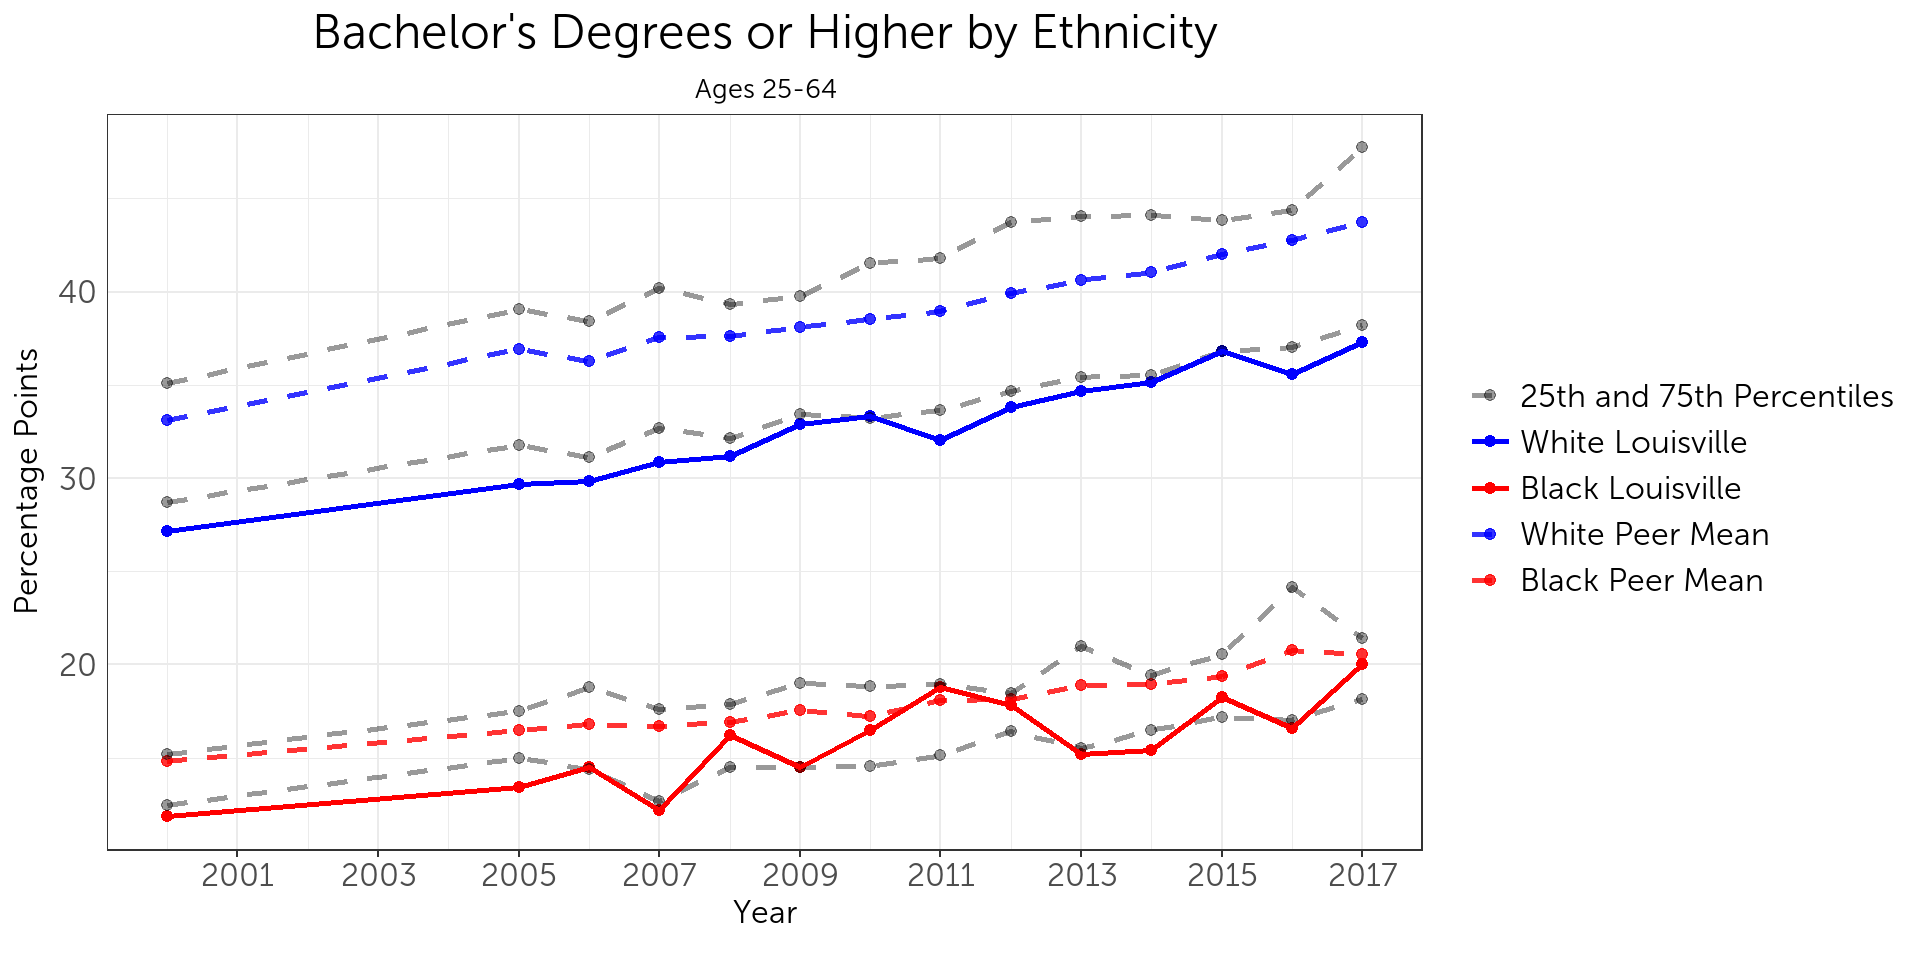 Bachelor's Degrees or Higher by Ethnicity
Ages 25-64
Percentage Points
40
30
20
2001 2003 2005 2007 2009 2011 2013 2015 2017
Year
25th and 75th Percentiles
White Louisville
Black Louisville
White Peer Mean
Black Peer Mean